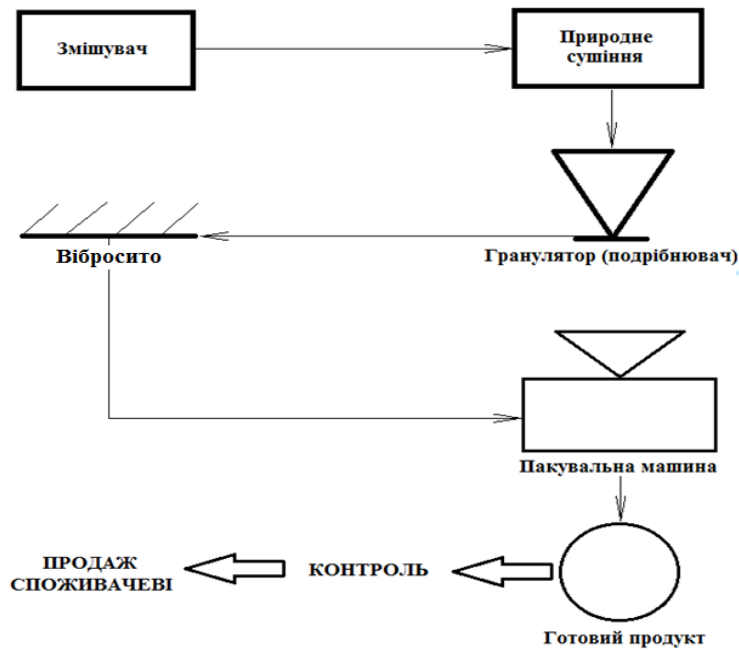 Змішувач
Природне
сушіння
Гранулятор (подрібнювач)
Вібросито
Пакувальна машина
ПРОДАЖ
СПОЖИВАЧЕВІ
КОНТРОЛЬ
Готовий продукт